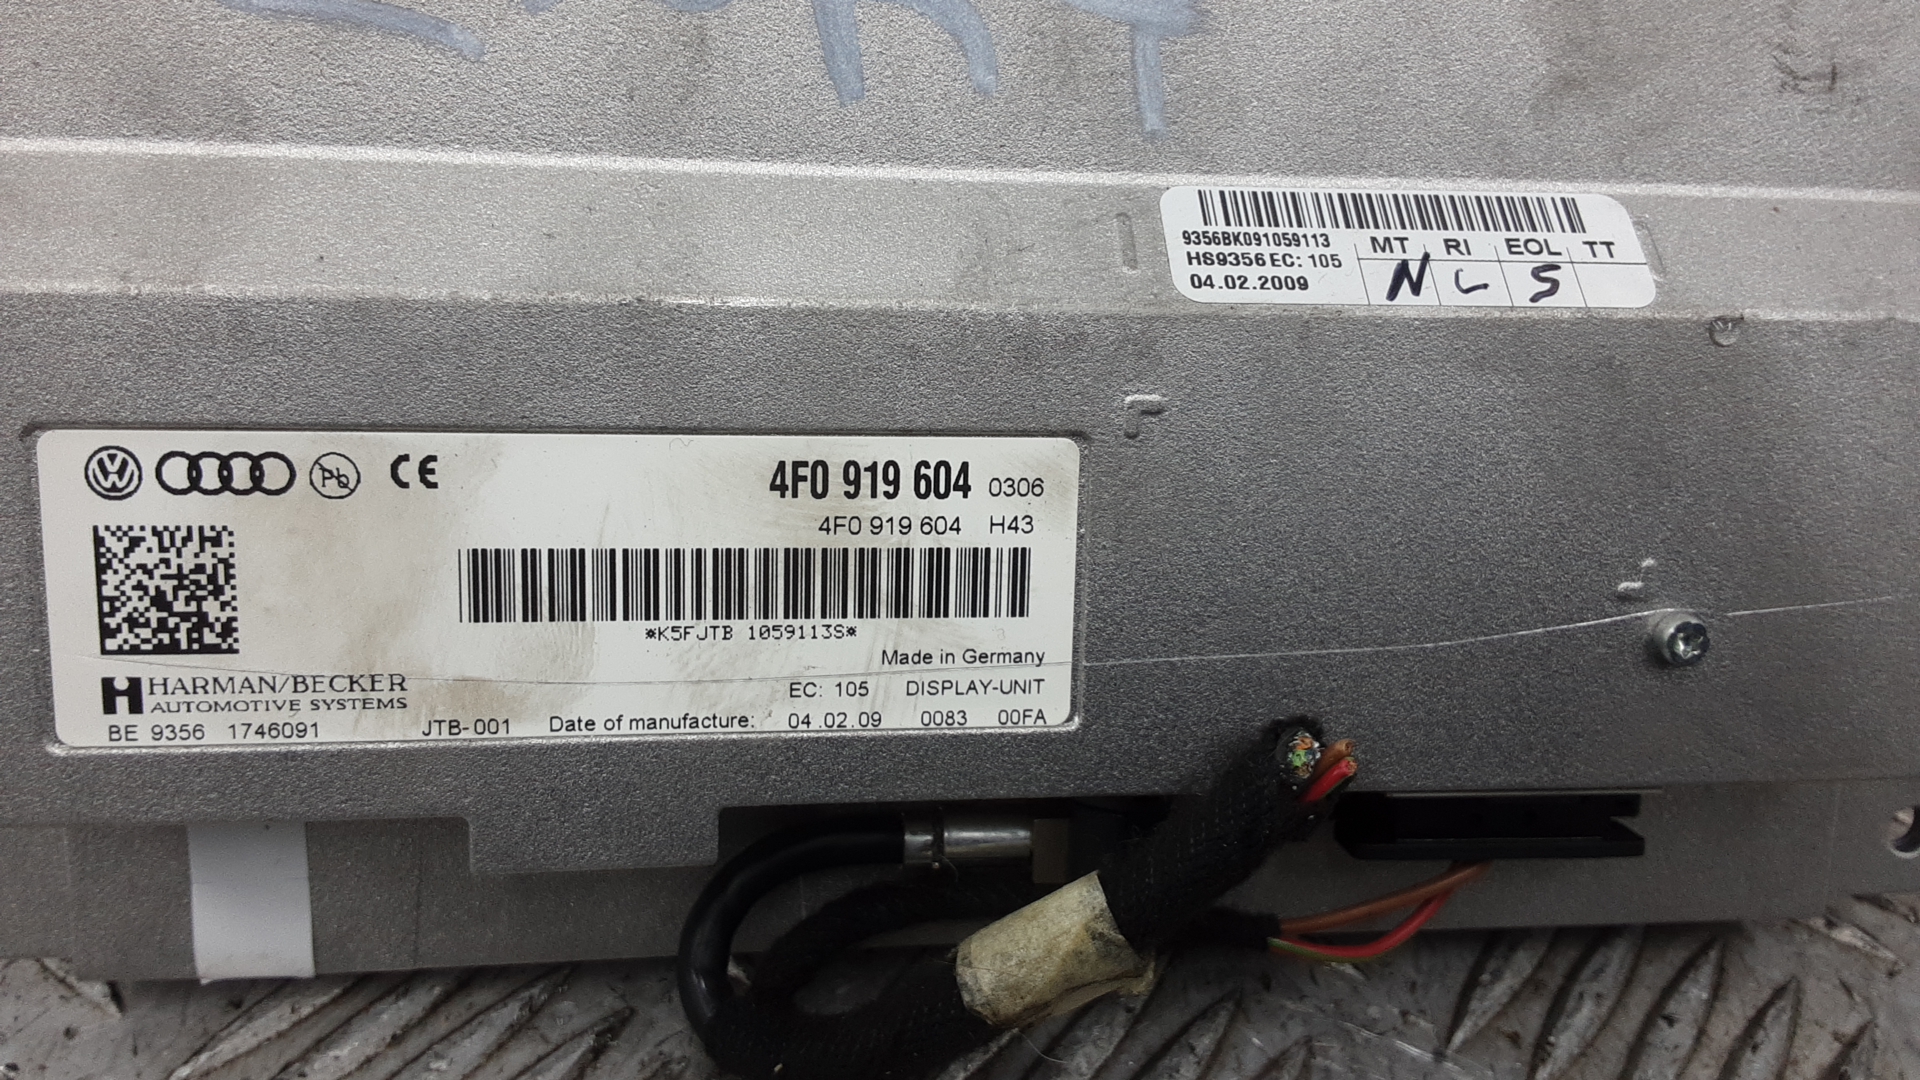 9356BK091059113
HS9356 EC: 105
04.02.2009
MT RI EOL TT
N L S
Pb CE
4F0 919 604 0306
4F0 919 604 H43
*K5FJTB 1059113S*
Made in Germany
HARMAN/BECKER
AUTOMOTIVE SYSTEMS
EC: 105 DISPLAY-UNIT
BE 9356 1746091 JTB-001 Date of manufacture: 04.02.09 0083 00FA